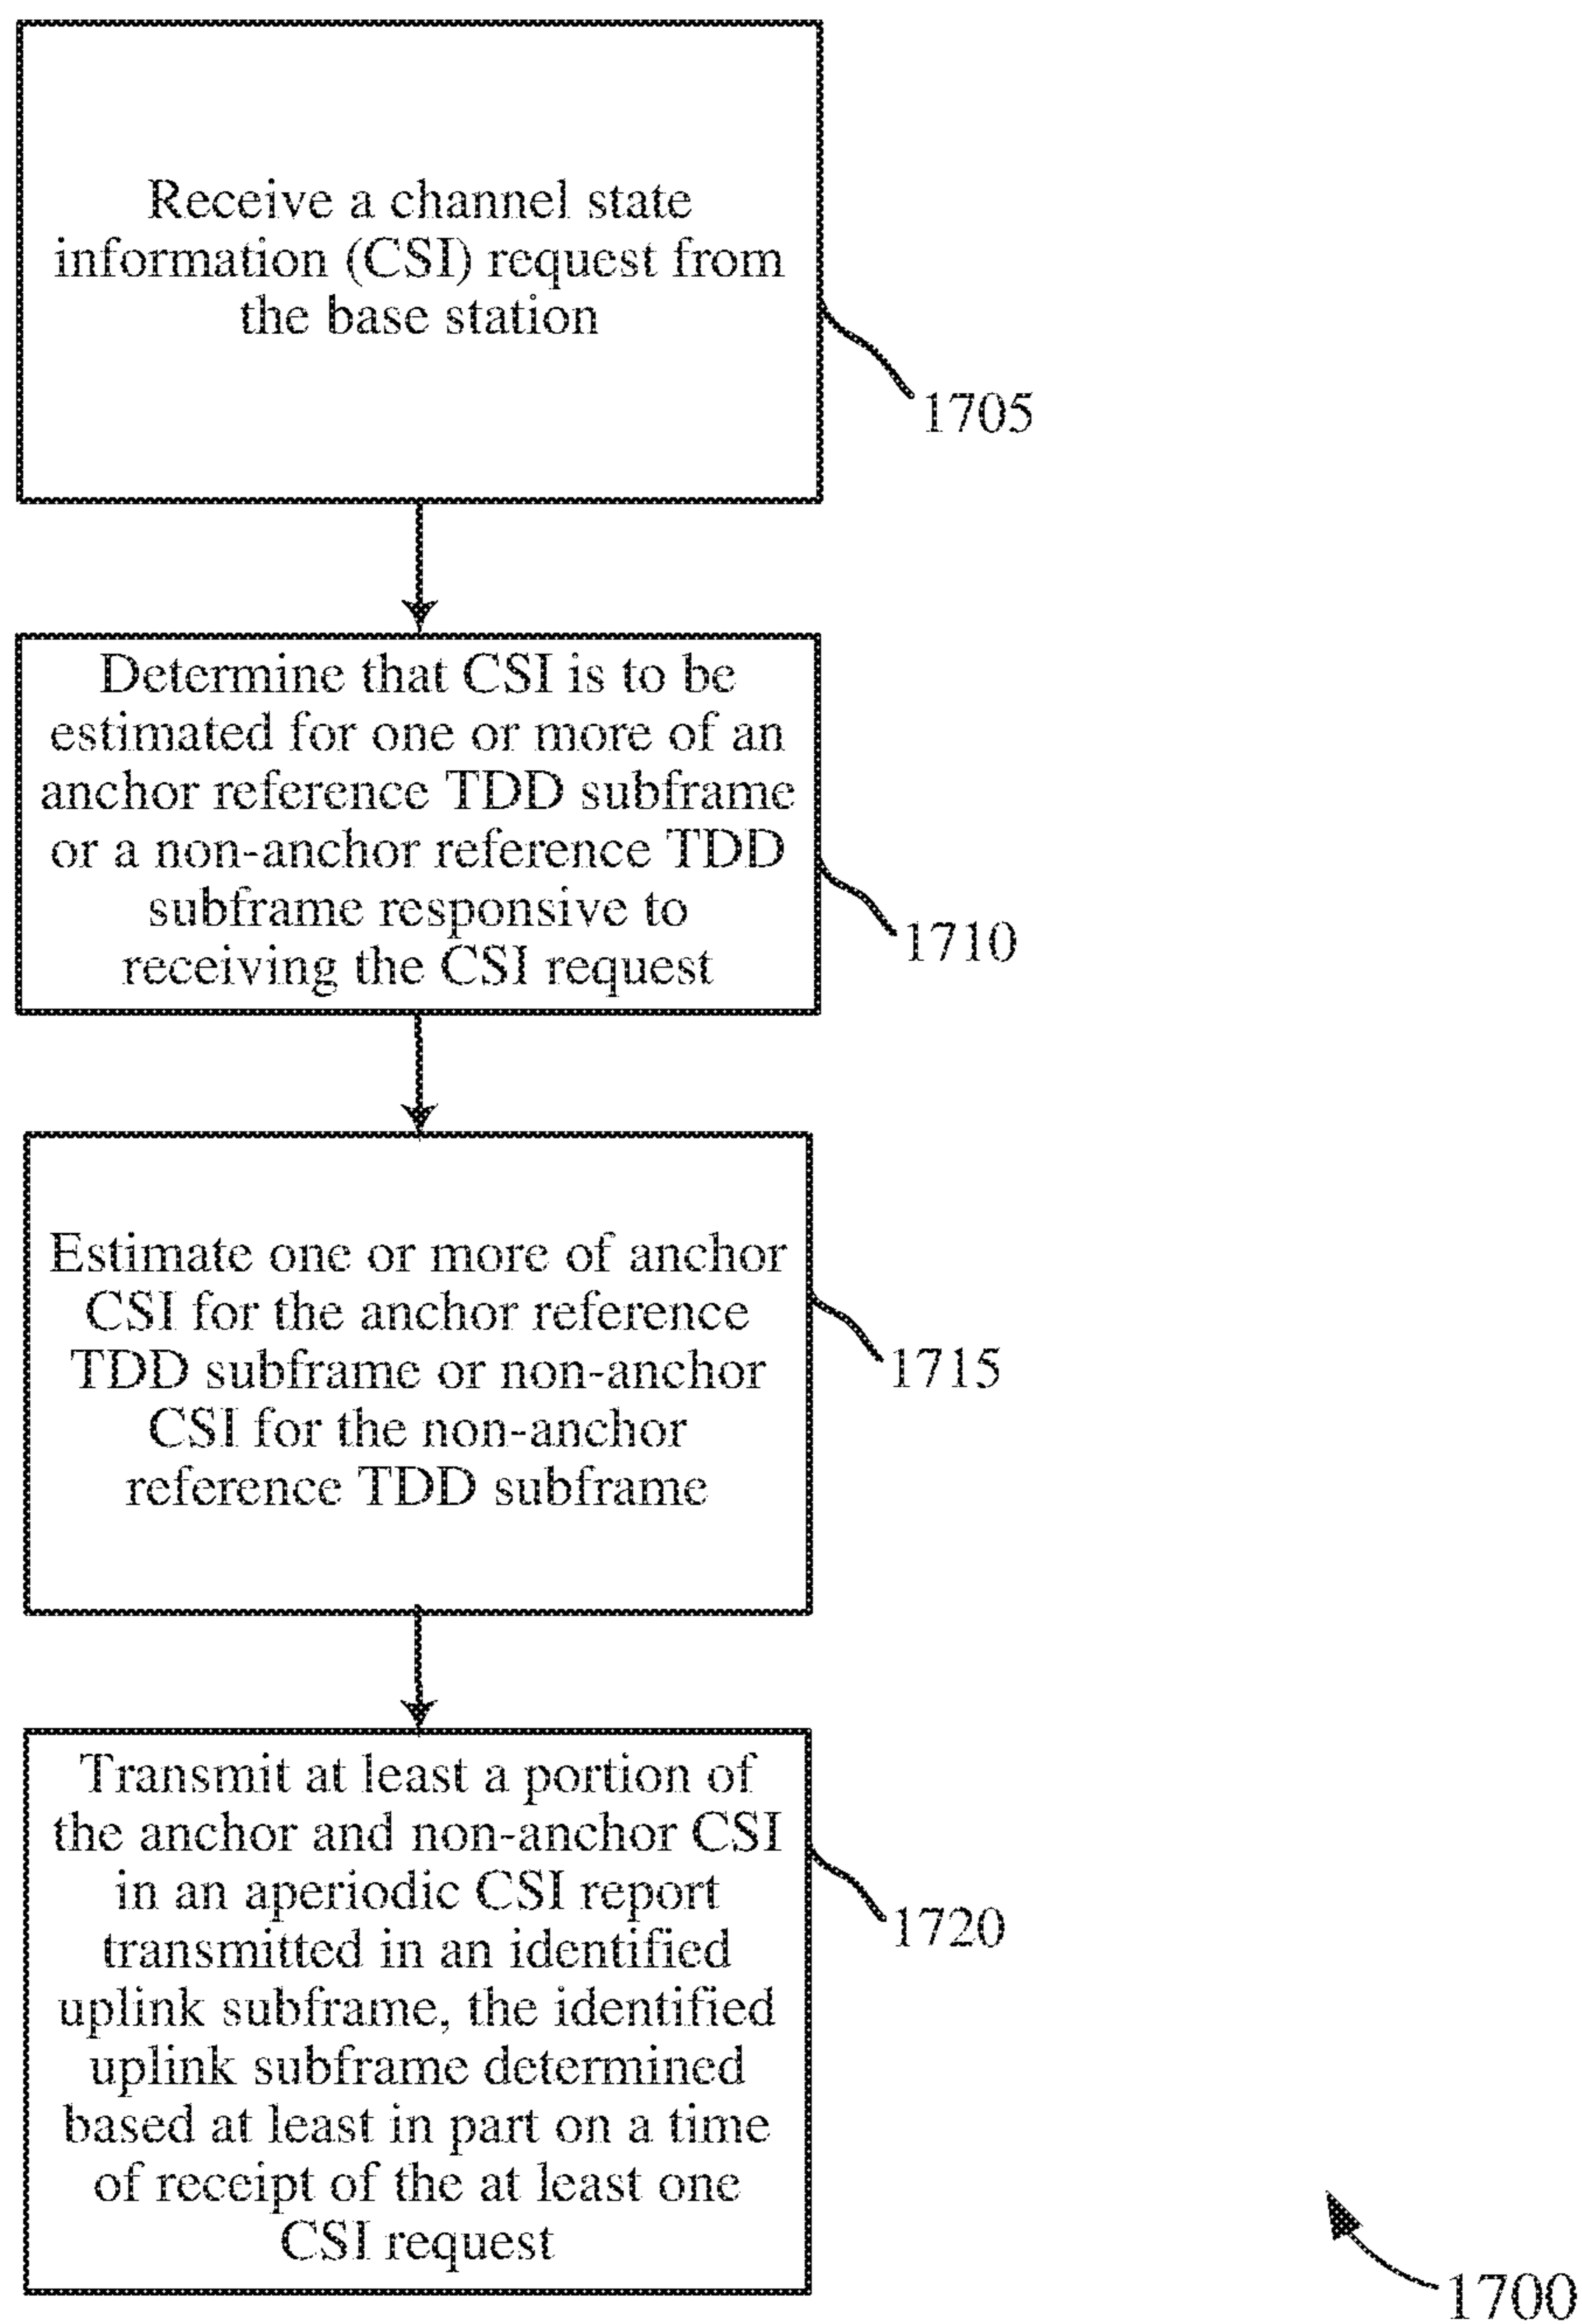 Receive a channel state
information (CSI) request from
the base station
1705
Determine that CSI is to be
estimated for one or more of an
anchor reference TDD subframe
or a non-anchor reference TDD
subframe responsive to
receiving the CSI request
1710
Estimate one or more of anchor
CSI for the anchor reference
TDD subframe or non-anchor
CSI for the non-anchor
reference TDD subframe
1715
Transmit at least a portion of
the anchor and non-anchor CSI
in an aperiodic CSI report
transmitted in an identified
uplink subframe, the identified
uplink subframe determined
based at least in part on a time
of receipt of the at least one
CSI request
1720
1700